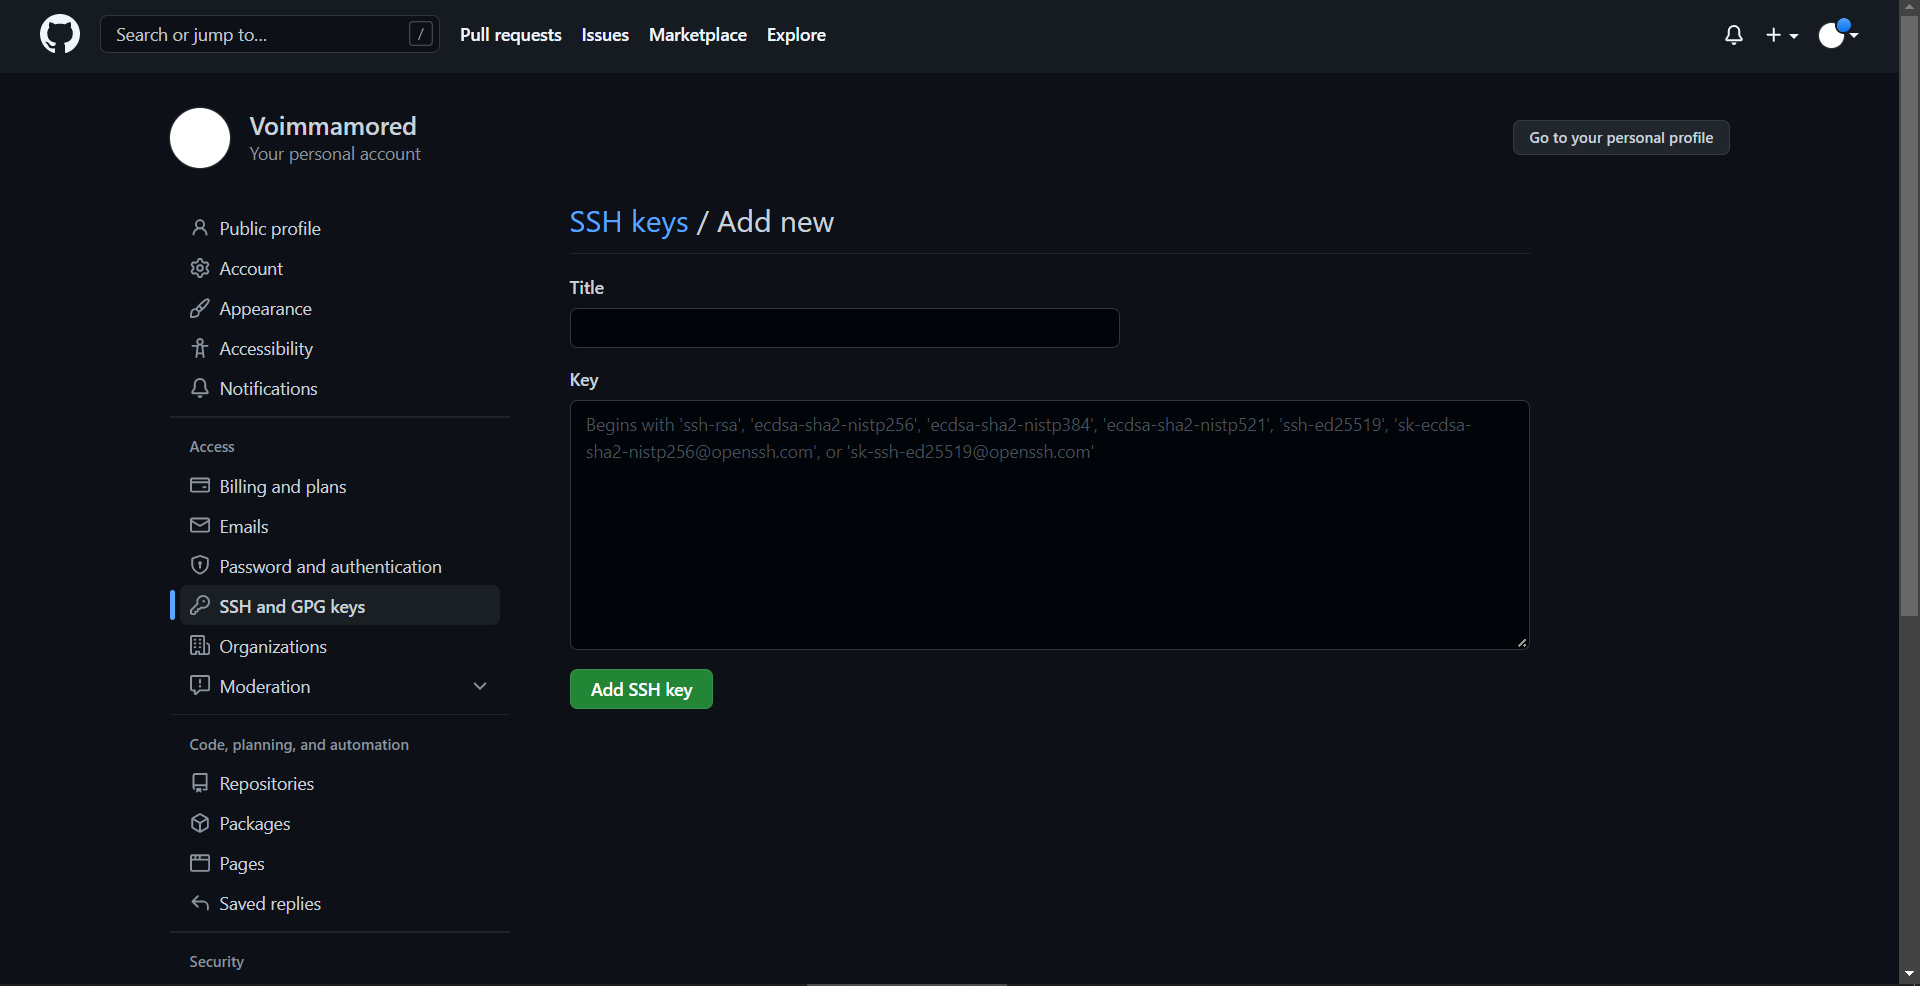 Search or jump to...
/
Pull requests
Issues
Marketplace
Explore
Voimmamored
Your personal account
Go to your personal profile
Public profile
Account
Appearance
Accessibility
Notifications
Access
Billing and plans
Emails
Password and authentication
SSH and GPG keys
Organizations
Moderation
Code, planning, and automation
Repositories
Packages
Pages
Saved replies
Security
SSH keys / Add new
Title
Key
Begins with 'ssh-rsa', 'ecdsa-sha2-nistp256', 'ecdsa-sha2-nistp384', 'ecdsa-sha2-nistp521', 'ssh-ed25519', 'sk-ecdsa-
sha2-nistp256@openssh.com', or 'sk-ssh-ed25519@openssh.com'
Add SSH key